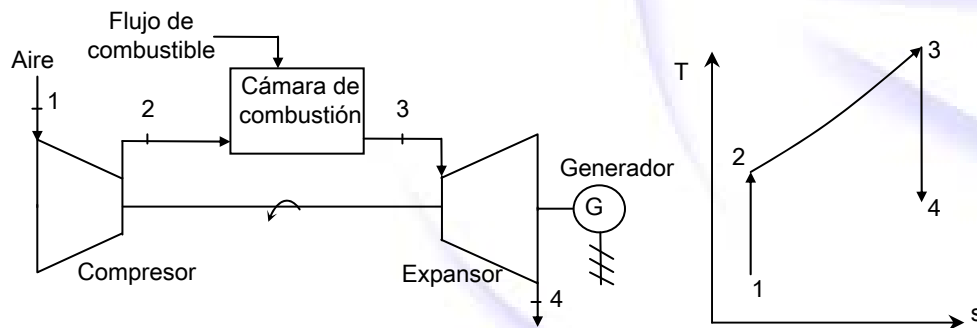 Flujo de
combustible
Aire
1
2
Cámara de
combustión
3
Generador
G
Compresor
Expansor
4
T
3
2
4
1
s